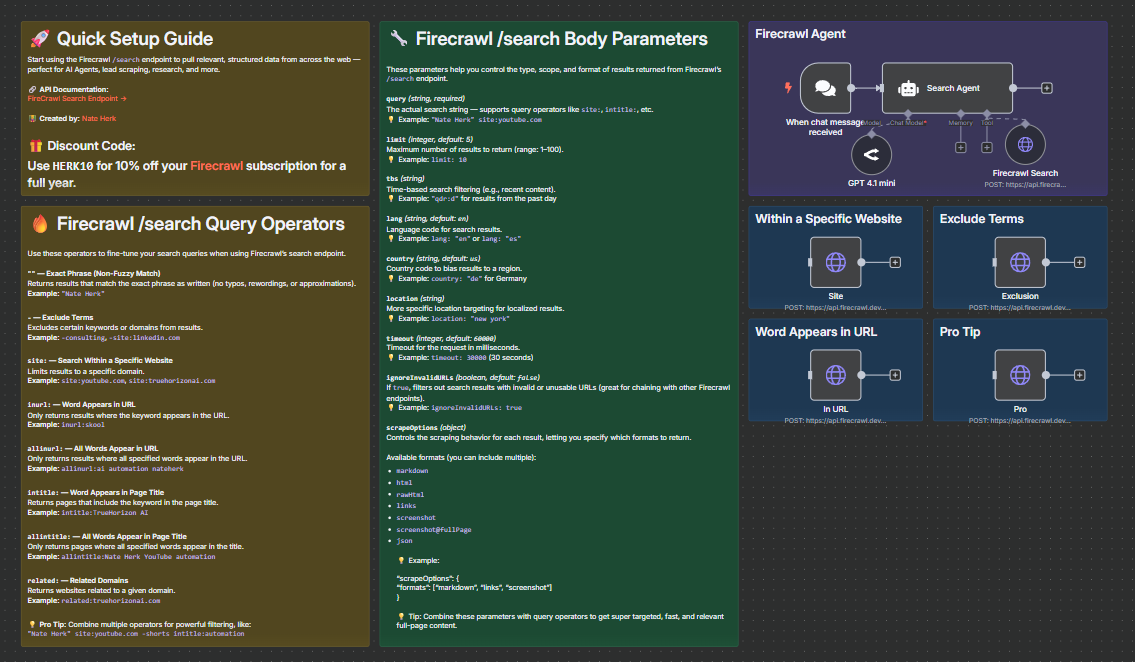 🚀 Quick Setup Guide
Start using the Firecrawl /search endpoint to pull relevant, structured data from across the web —
perfect for AI Agents, lead scraping, research, and more.
🔗 API Documentation:
FireCrawl Search Endpoint →
Created by: Nate Herk
🎁 Discount Code:
Use HERK10 for 10% off your Firecrawl subscription for a
full year.
🔥 Firecrawl /search Query Operators
Use these operators to fine-tune your search queries when using Firecrawl's search endpoint.
"" — Exact Phrase (Non-Fuzzy Match)
Returns results that match the exact phrase as written (no typos, rewordings, or approximations).
Example: "Nate Herk"
- — Exclude Terms
Excludes certain keywords or domains from results.
Example: -consulting, -site:linkedin.com
site: — Search Within a Specific Website
Limits results to a specific domain.
Example: site:youtube.com, site:truehorizonai.com
inurl: — Word Appears in URL
Only returns results where the keyword appears in the URL.
Example: inurl:skool
allinurl: — All Words Appear in URL
Only returns results where all specified words appear in the URL.
Example: allinurl:ai automation nateherk
intitle: — Word Appears in Page Title
Returns pages that include the keyword in the page title.
Example: intitle:TrueHorizon AI
allintitle: — All Words Appear in Page Title
Only returns pages where all specified words appear in the title.
Example: allintitle:Nate Herk YouTube automation
related: — Related Domains
Returns websites related to a given domain.
Example: related:truehorizonai.com
💡 Pro Tip: Combine multiple operators for powerful filtering, like:
"Nate Herk" site:youtube.com -shorts intitle:automation
🔧 Firecrawl /search Body Parameters
These parameters help you control the type, scope, and format of results returned from Firecrawl's
/search endpoint.
query (string, required)
The actual search string — supports query operators like site:, intitle:, etc.
💡 Example: "Nate Herk" site:youtube.com
limit (integer, default: 5)
Maximum number of results to return (range: 1–100).
💡 Example: limit: 10
tbs (string)
Time-based search filtering (e.g., recent content).
💡 Example: "qdr:d" for results from the past day
lang (string, default: en)
Language code for search results.
💡 Example: lang: "en" or lang: "es"
country (string, default: us)
Country code to bias results to a region.
💡 Example: country: "de" for Germany
location (string)
More specific location targeting for localized results.
💡 Example: location: "new york"
timeout (integer, default: 60000)
Timeout for the request in milliseconds.
💡 Example: timeout: 30000 (30 seconds)
ignoreInvalidURLs (boolean, default: false)
If true, filters out search results with invalid or unusable URLs (great for chaining with other Firecrawl
endpoints).
💡 Example: ignoreInvalidURLs: true
scrapeOptions (object)
Controls the scraping behavior for each result, letting you specify which formats to return.
Available formats (you can include multiple):
• markdown
• html
• rawHtml
• links
• screenshot
• screenshot@fullPage
• json
💡 Example:
"scrapeOptions": {
"formats": ["markdown", "links", "screenshot"]
}
💡 Tip: Combine these parameters with query operators to get super targeted, fast, and relevant
full-page content.
Firecrawl Agent
When chat message
received
Search Agent
Chat Model*
Memory
Tool
Model
GPT 4.1 mini
Firecrawl Search
POST: https://api.firecra...
Within a Specific Website
Site
POST: https://api.firecrawl.dev...
Exclude Terms
Exclusion
POST: https://api.firecrawl.dev...
Word Appears in URL
In URL
POST: https://api.firecrawl.dev...
Pro Tip
Pro
POST: https://api.firecrawl.dev...